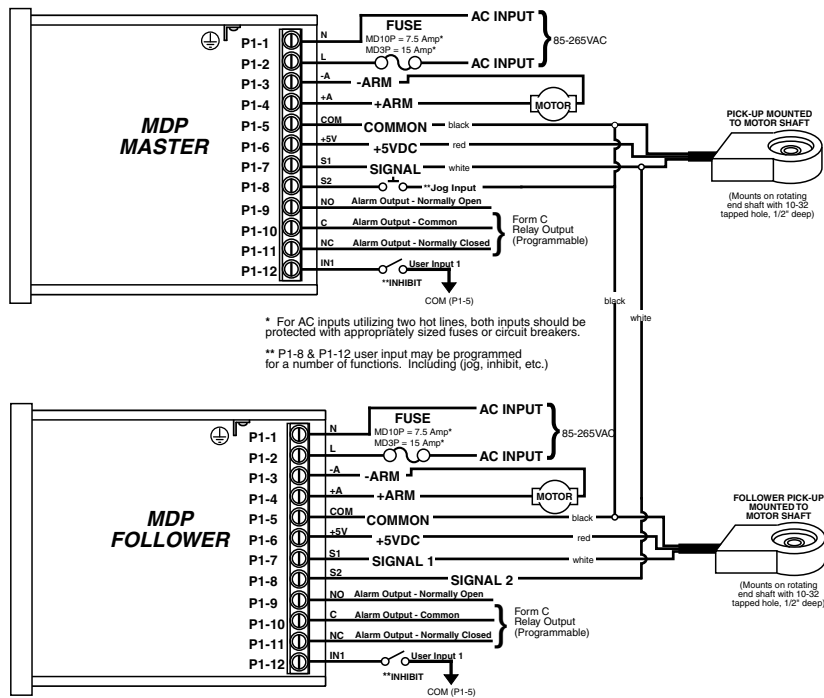 MDP
MASTER
P1-1
P1-2
P1-3
P1-4
P1-5
P1-6
P1-7
P1-8
P1-9
P1-10
P1-11
P1-12
N
L
-A
+A
COM
+5V
S1
S2
NO
C
NC
IN1
FUSE
MD10P = 7.5 Amp*
MD3P = 15 Amp*
AC INPUT
AC INPUT
85-265VAC
-ARM
+ARM
MOTOR
COMMON
black
+5VDC
red
SIGNAL
white
**Jog Input
Alarm Output - Normally Open
Alarm Output - Common
Alarm Output - Normally Closed
Form C
Relay Output
(Programmable)
User Input 1
**INHIBIT
COM (P1-5)
PICK-UP MOUNTED
TO MOTOR SHAFT
(Mounts on rotating
end shaft with 10-32
tapped hole, 1/2" deep)
black
white
* For AC inputs utilizing two hot lines, both inputs should be
protected with appropriately sized fuses or circuit breakers.
** P1-8 & P1-12 user input may be programmed
for a number of functions. Including (jog, inhibit, etc.)
MDP
FOLLOWER
P1-1
P1-2
P1-3
P1-4
P1-5
P1-6
P1-7
P1-8
P1-9
P1-10
P1-11
P1-12
N
L
-A
+A
COM
+5V
S1
S2
NO
C
NC
IN1
FUSE
MD10P = 7.5 Amp*
MD3P = 15 Amp*
AC INPUT
AC INPUT
85-265VAC
-ARM
+ARM
MOTOR
COMMON
black
+5VDC
red
SIGNAL 1
white
SIGNAL 2
Alarm Output - Normally Open
Alarm Output - Common
Alarm Output - Normally Closed
Form C
Relay Output
(Programmable)
User Input 1
**INHIBIT
COM (P1-5)
FOLLOWER PICK-UP
MOUNTED TO
MOTOR SHAFT
(Mounts on rotating
end shaft with 10-32
tapped hole, 1/2" deep)